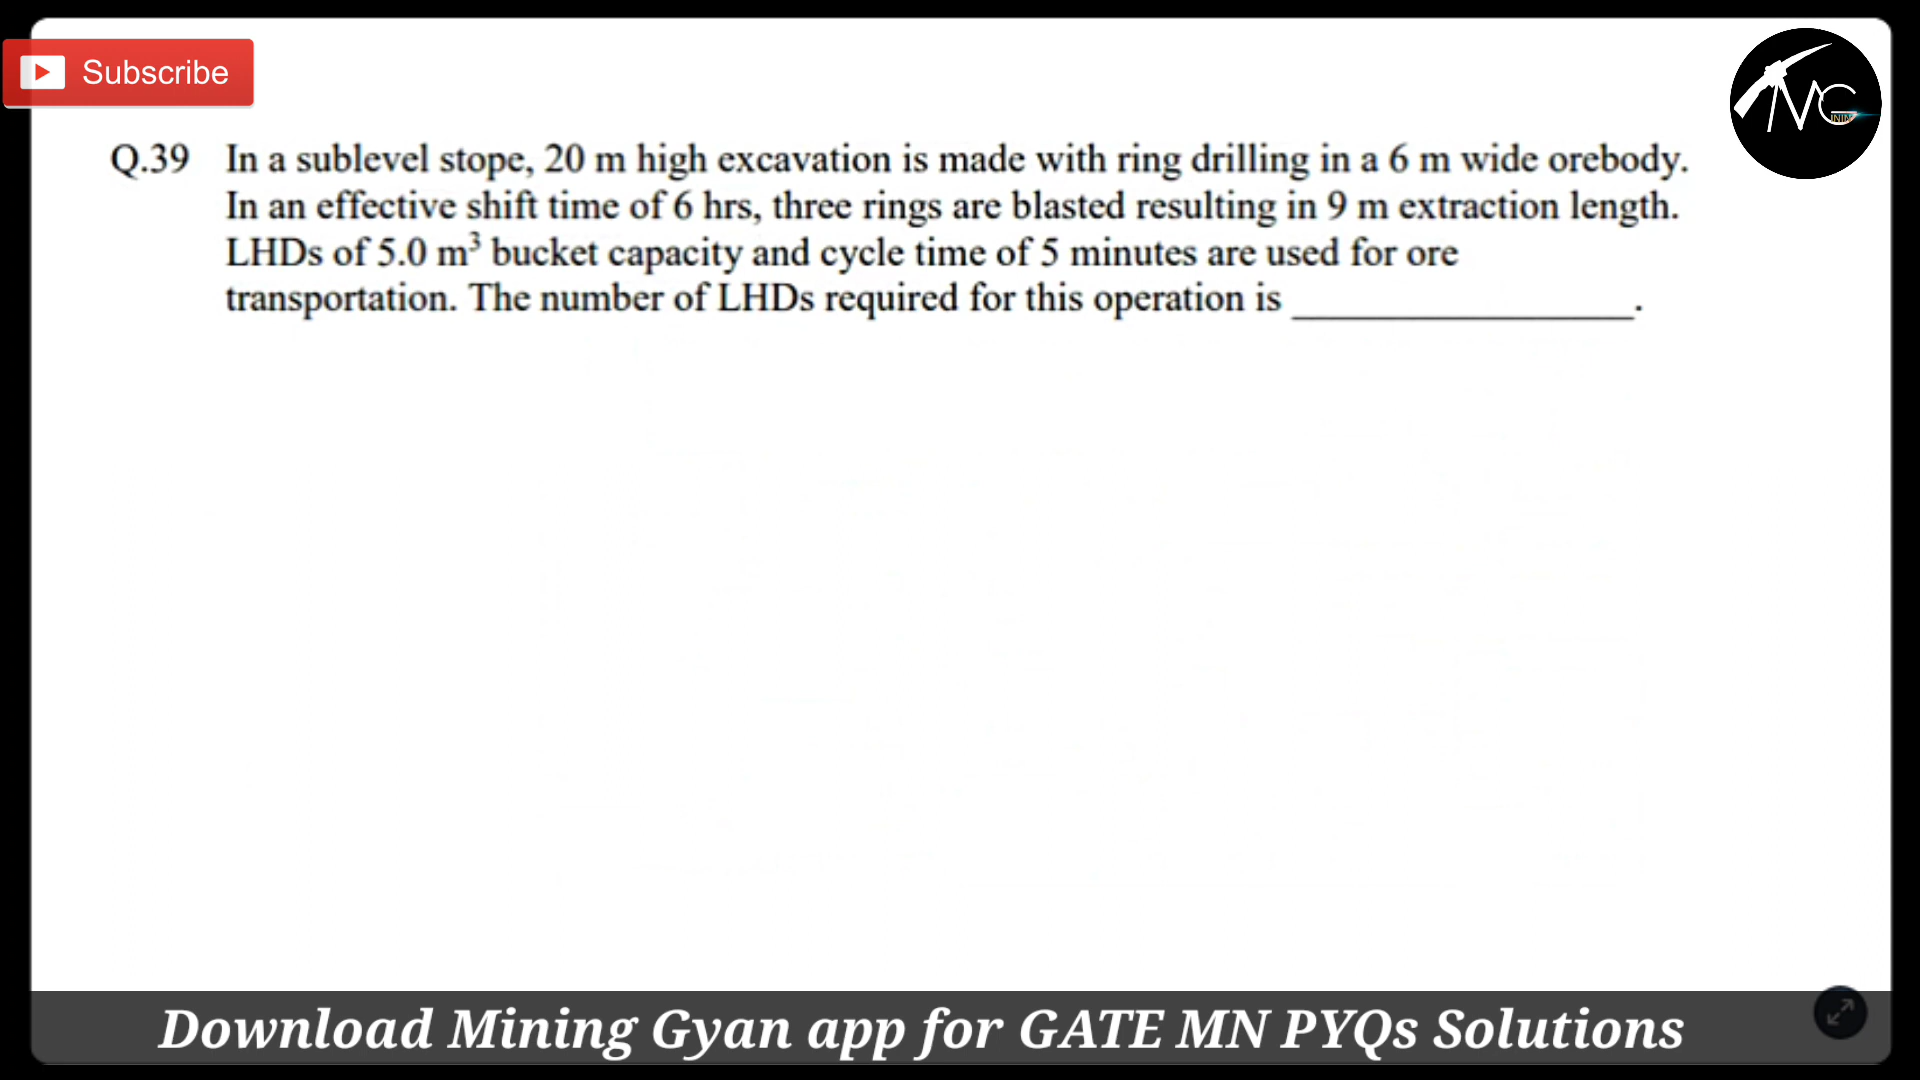 Subscribe
Q.39 In a sublevel stope, 20 m high excavation is made with ring drilling in a 6 m wide orebody.
In an effective shift time of 6 hrs, three rings are blasted resulting in 9 m extraction length.
LHDs of 5.0 m³ bucket capacity and cycle time of 5 minutes are used for ore
transportation. The number of LHDs required for this operation is ____________________.
Download Mining Gyan app for GATE MN PYQs Solutions